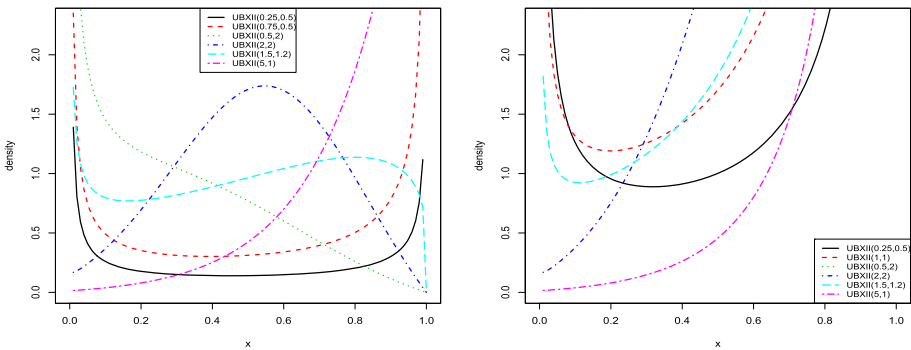 UBXII(0.25,0.5)
UBXII(0.75,0.5)
UBXII(0.5,2)
UBXII(2,2)
UBXII(1.5,1.2)
UBXII(5,1)
density
0.0
0.5
1.0
1.5
2.0
0.0
0.2
0.4
0.6
0.8
1.0
x
density
0.0
0.5
1.0
1.5
2.0
UBXII(0.25,0.5)
UBXII(1,1)
UBXII(0.5,2)
UBXII(2,2)
UBXII(1.5,1.2)
UBXII(5,1)
0.0
0.2
0.4
0.6
0.8
1.0
x